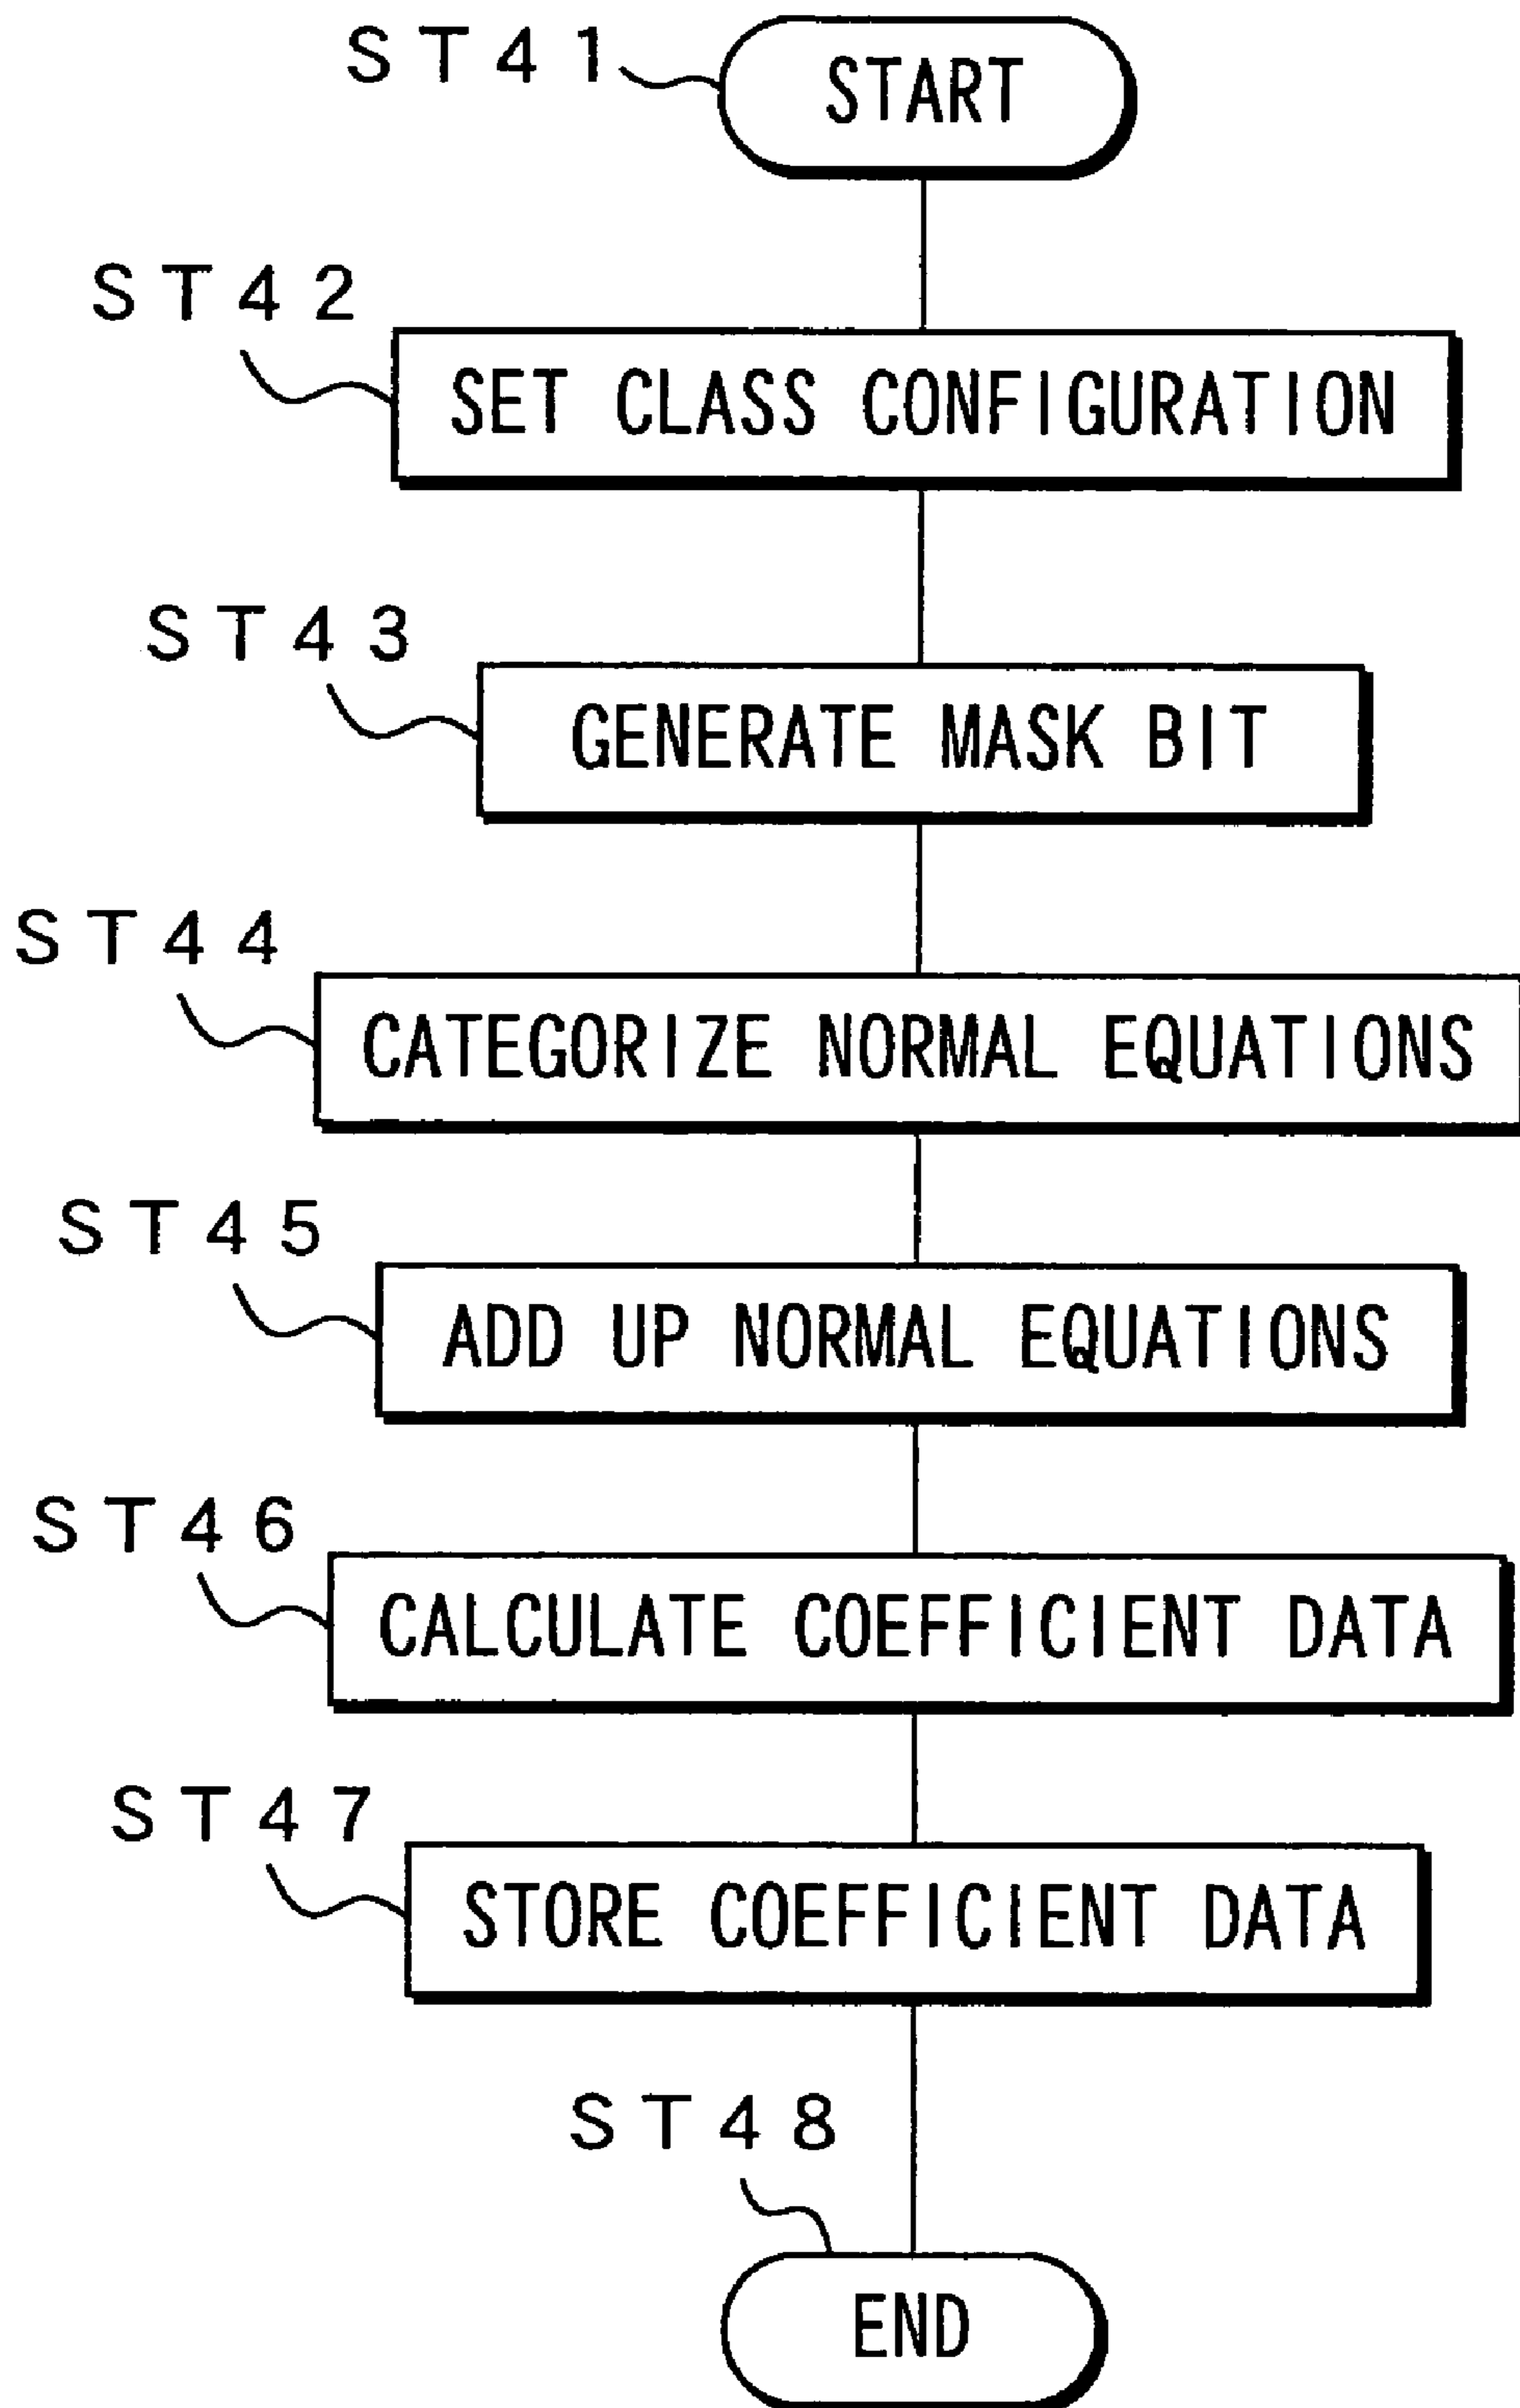 ST41
START
ST42
SET CLASS CONFIGURATION
ST43
GENERATE MASK BIT
ST44
CATEGORIZE NORMAL EQUATIONS
ST45
ADD UP NORMAL EQUATIONS
ST46
CALCULATE COEFFICIENT DATA
ST47
STORE COEFFICIENT DATA
ST48
END